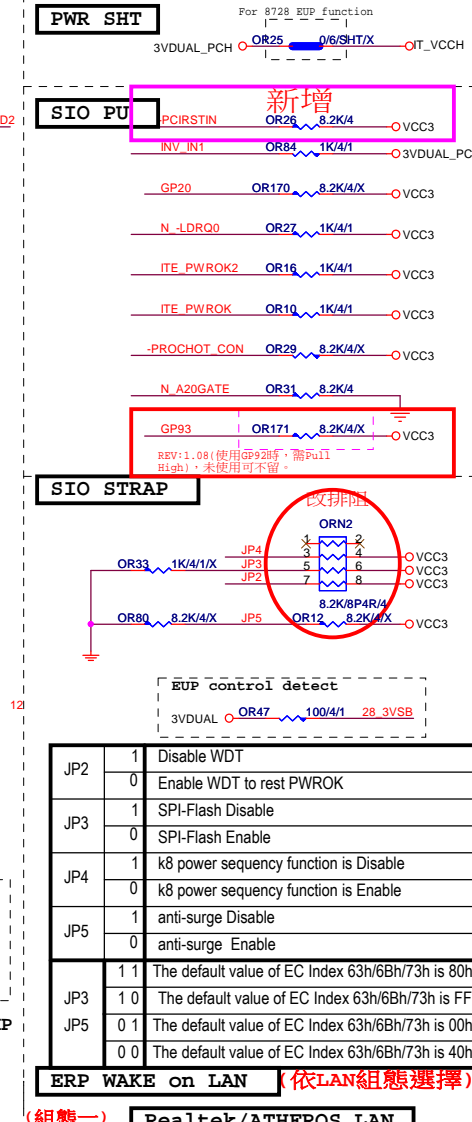 PWR SHT
For 8728 EUP function
3VDUAL_PCH OR25 0/6/SHT/X IT_VCCH
D2
SIO PU
新增
-PCIRSTIN OR26 8.2K/4 VCC3
INV_IN1 OR84 1K/4/1 3VDUAL_PC
GP20 OR170 8.2K/4/X VCC3
N_-LDRQ0 OR27 1K/4/1 VCC3
ITE_PWROK2 OR16 1K/4/1 VCC3
ITE_PWROK OR10 1K/4/1 VCC3
-PROCHOT_CON OR29 8.2K/4/X VCC3
N_A20GATE OR31 8.2K/4
GP93 OR171 8.2K/4/X VCC3
REV:1.08(使用GP92時，需Pull
High)，未使用可不留。
SIO STRAP
改排阻
ORN2
1 2
JP4 3 4 VCC3
OR33 1K/4/1/X JP3 5 6 VCC3
JP2 7 8 VCC3
8.2K/8P4R/4
OR80 8.2K/4/X JP5 OR12 8.2K/4/X VCC3
EUP control detect
12
3VDUAL OR47 100/4/1 28_3VSB
JP2 1 Disable WDT
0 Enable WDT to rest PWROK
JP3 1 SPI-Flash Disable
0 SPI-Flash Enable
JP4 1 k8 power sequency function is Disable
0 k8 power sequency function is Enable
JP5 1 anti-surge Disable
0 anti-surge Enable
1 1 The default value of EC Index 63h/6Bh/73h is 80h
JP3 1 0 The default value of EC Index 63h/6Bh/73h is FF
JP5 0 1 The default value of EC Index 63h/6Bh/73h is 00h
0 0 The default value of EC Index 63h/6Bh/73h is 40h
ERP WAKE on LAN (依LAN組態選擇)
(組態一) Realtek/ATHEROS LAN